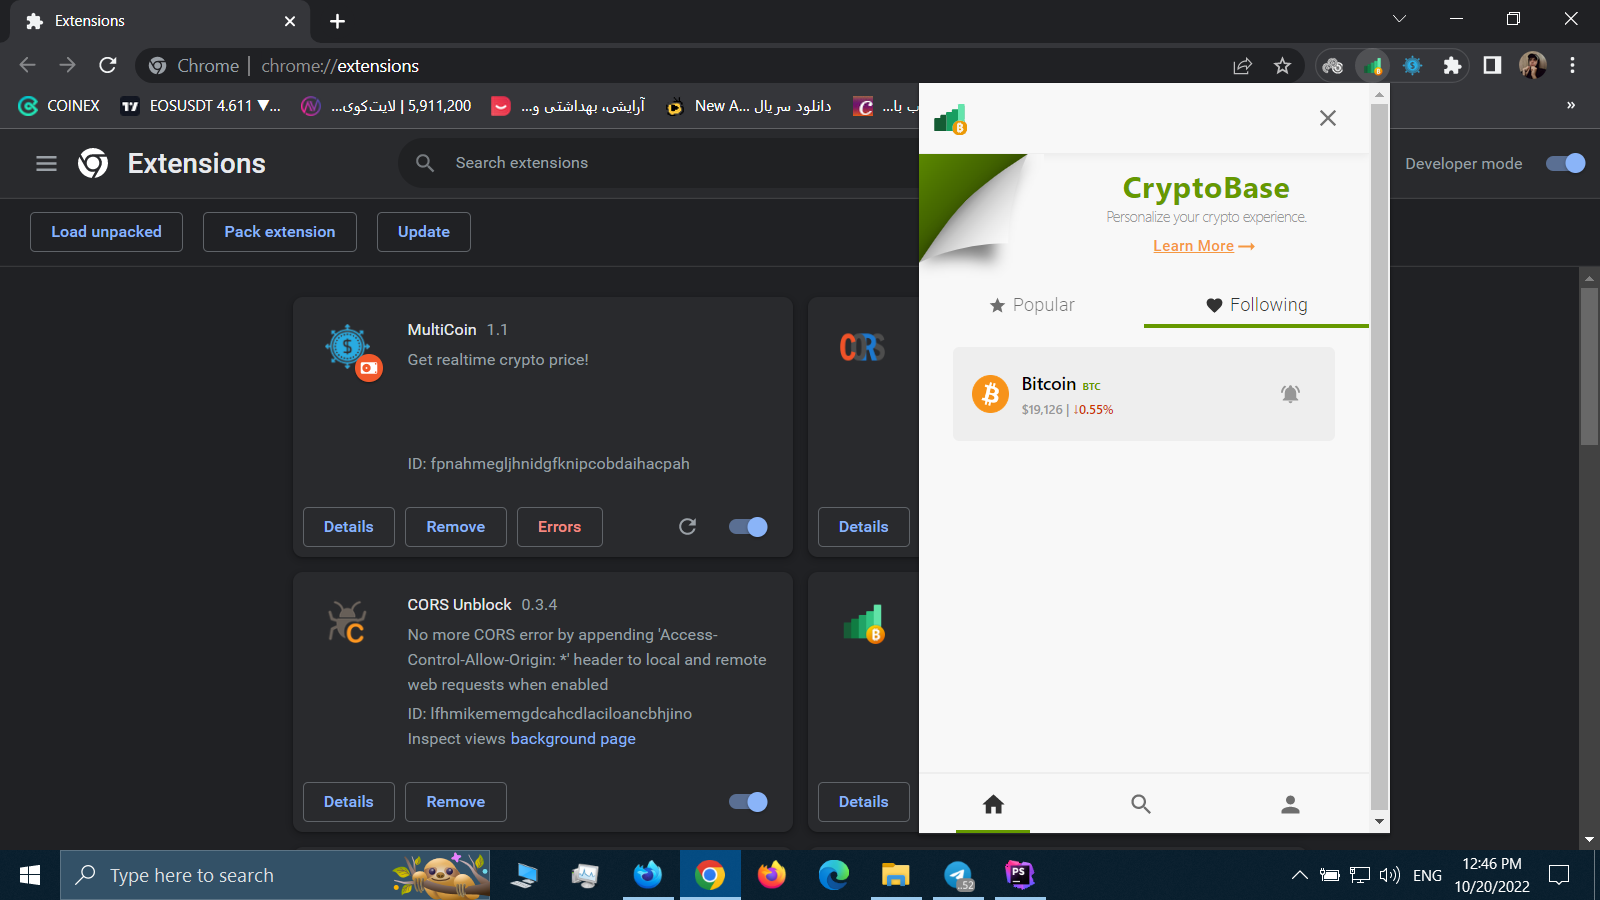 Extensions
Chrome | chrome://extensions
COINEX
EOSUSDT 4.611 ▼...
5,911,200 | لایت‌کوی...
آرایشی، بهداشتی و...
دانلود سریال New A...
ب با...
»
Extensions
Search extensions
Developer mode
Load unpacked
Pack extension
Update
MultiCoin 1.1
Get realtime crypto price!
ID: fpnahmegljhnidgfknipcobdaihacpah
Details
Remove
Errors
CORS
Details
CORS Unblock 0.3.4
No more CORS error by appending 'Access-
Control-Allow-Origin: *' header to local and remote
web requests when enabled
ID: lfhmikememgdcahcdlaciloancbhjino
Inspect views background page
Details
Remove
Details
CryptoBase
Personalize your crypto experience.
Learn More →
Popular
Following
Bitcoin BTC
$19,126 | ↓0.55%
Type here to search
PS
..52
ENG
12:46 PM
10/20/2022